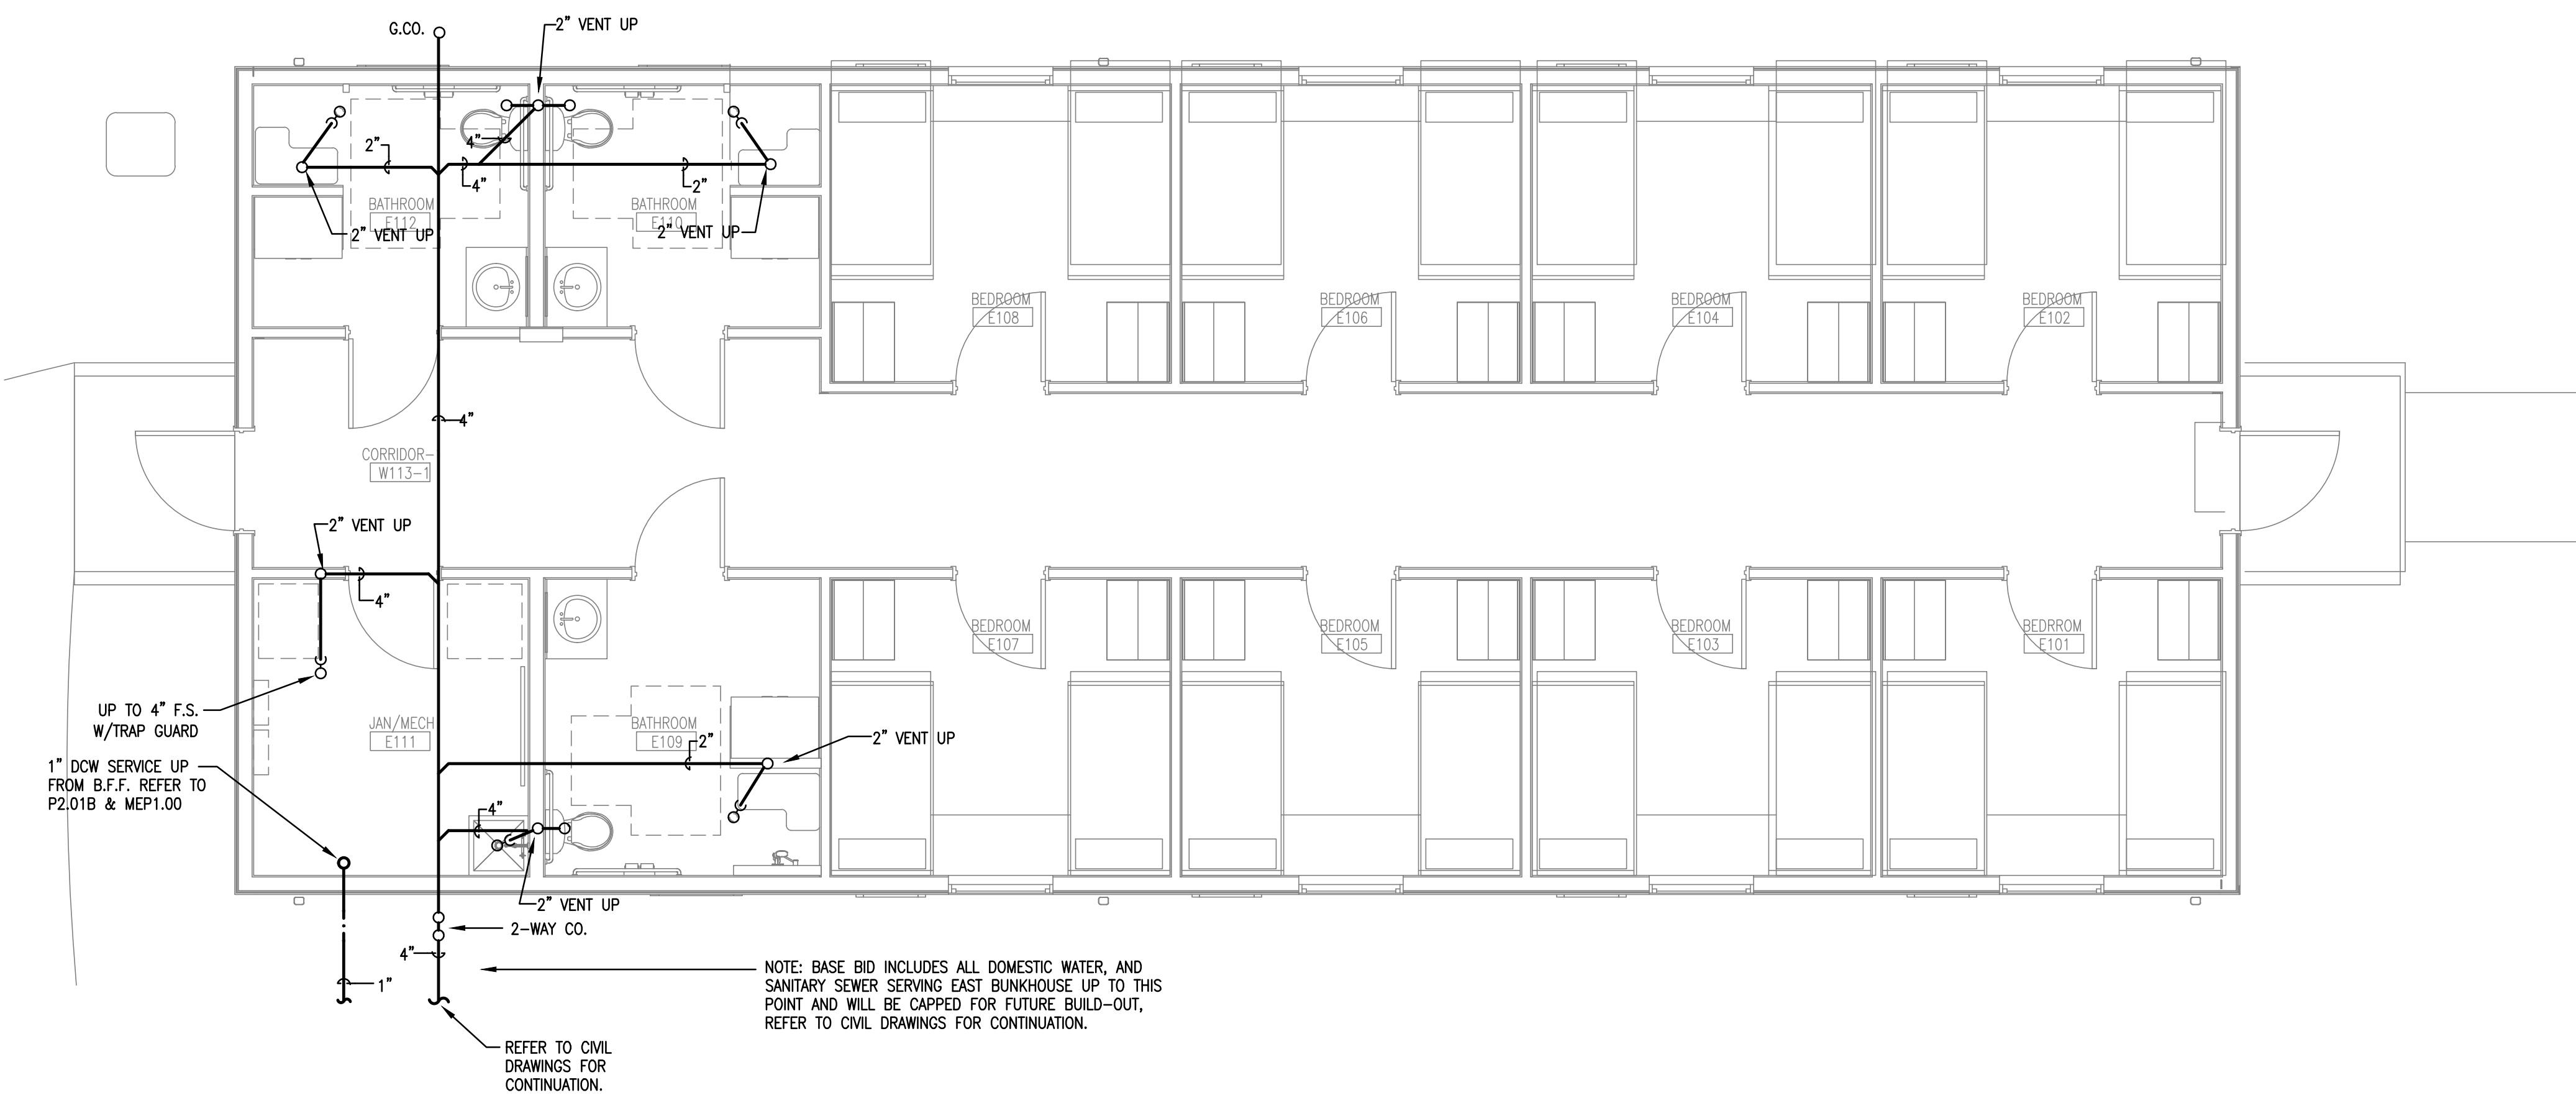 G.CO.
2" VENT UP
2"
4"
4"
2"
BATHROOM
E112
BATHROOM
E110
2" VENT UP
2" VENT UP
BEDROOM
E108
BEDROOM
E106
BEDROOM
E104
BEDROOM
E102
4"
CORRIDOR-
W113-1
2" VENT UP
4"
BEDROOM
E107
BEDROOM
E105
BEDROOM
E103
BEDRROM
E101
UP TO 4" F.S.
W/TRAP GUARD
JAN/MECH
E111
BATHROOM
E109
2"
2" VENT UP
1" DCW SERVICE UP
FROM B.F.F. REFER TO
P2.01B & MEP1.00
4"
2" VENT UP
2-WAY CO.
4"
1"
NOTE: BASE BID INCLUDES ALL DOMESTIC WATER, AND
SANITARY SEWER SERVING EAST BUNKHOUSE UP TO THIS
POINT AND WILL BE CAPPED FOR FUTURE BUILD-OUT,
REFER TO CIVIL DRAWINGS FOR CONTINUATION.
REFER TO CIVIL
DRAWINGS FOR
CONTINUATION.